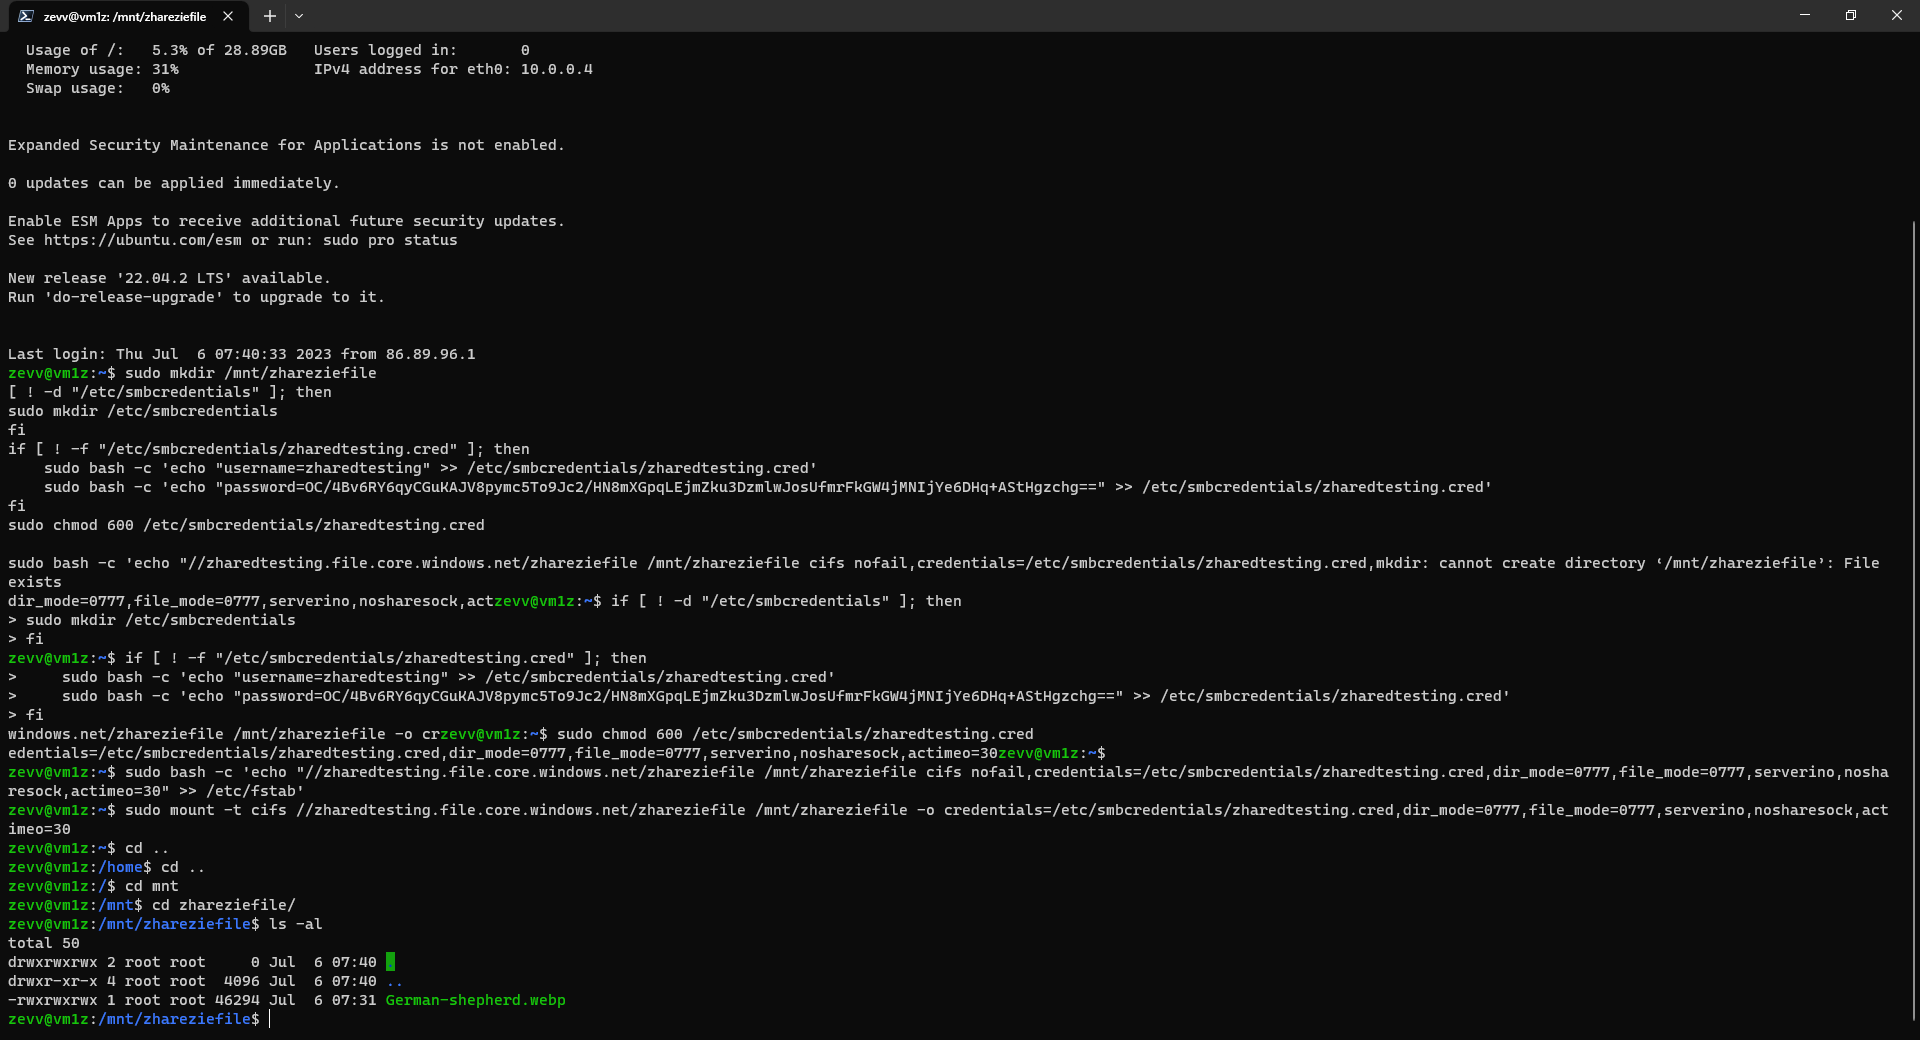 zevv@vm1z: /mnt/zhareziefile
Usage of /:   5.3% of 28.89GB   Users logged in:       0
Memory usage: 31%               IPv4 address for eth0: 10.0.0.4
Swap usage:   0%
Expanded Security Maintenance for Applications is not enabled.
0 updates can be applied immediately.
Enable ESM Apps to receive additional future security updates.
See https://ubuntu.com/esm or run: sudo pro status
New release '22.04.2 LTS' available.
Run 'do-release-upgrade' to upgrade to it.
Last login: Thu Jul  6 07:40:33 2023 from 86.89.96.1
zevv@vm1z:~$ sudo mkdir /mnt/zhareziefile
[ ! -d "/etc/smbcredentials" ]; then
sudo mkdir /etc/smbcredentials
fi
if [ ! -f "/etc/smbcredentials/zharedtesting.cred" ]; then
    sudo bash -c 'echo "username=zharedtesting" >> /etc/smbcredentials/zharedtesting.cred'
    sudo bash -c 'echo "password=OC/4Bv6RY6qyCGuKAJV8pymc5To9Jc2/HN8mXGpqLEjmZku3DzmlwJosUfmrFkGW4jMNIjYe6DHq+AStHgzchg==" >> /etc/smbcredentials/zharedtesting.cred'
fi
sudo chmod 600 /etc/smbcredentials/zharedtesting.cred
sudo bash -c 'echo "//zharedtesting.file.core.windows.net/zhareziefile /mnt/zhareziefile cifs nofail,credentials=/etc/smbcredentials/zharedtesting.cred,mkdir: cannot create directory ‘/mnt/zhareziefile’: File
exists
dir_mode=0777,file_mode=0777,serverino,nosharesock,actzevv@vm1z:~$ if [ ! -d "/etc/smbcredentials" ]; then
> sudo mkdir /etc/smbcredentials
> fi
zevv@vm1z:~$ if [ ! -f "/etc/smbcredentials/zharedtesting.cred" ]; then
>     sudo bash -c 'echo "username=zharedtesting" >> /etc/smbcredentials/zharedtesting.cred'
>     sudo bash -c 'echo "password=OC/4Bv6RY6qyCGuKAJV8pymc5To9Jc2/HN8mXGpqLEjmZku3DzmlwJosUfmrFkGW4jMNIjYe6DHq+AStHgzchg==" >> /etc/smbcredentials/zharedtesting.cred'
> fi
windows.net/zhareziefile /mnt/zhareziefile -o crzevv@vm1z:~$ sudo chmod 600 /etc/smbcredentials/zharedtesting.cred
edentials=/etc/smbcredentials/zharedtesting.cred,dir_mode=0777,file_mode=0777,serverino,nosharesock,actimeo=30zevv@vm1z:~$
zevv@vm1z:~$ sudo bash -c 'echo "//zharedtesting.file.core.windows.net/zhareziefile /mnt/zhareziefile cifs nofail,credentials=/etc/smbcredentials/zharedtesting.cred,dir_mode=0777,file_mode=0777,serverino,nosha
resock,actimeo=30" >> /etc/fstab'
zevv@vm1z:~$ sudo mount -t cifs //zharedtesting.file.core.windows.net/zhareziefile /mnt/zhareziefile -o credentials=/etc/smbcredentials/zharedtesting.cred,dir_mode=0777,file_mode=0777,serverino,nosharesock,act
imeo=30
zevv@vm1z:~$ cd ..
zevv@vm1z:/home$ cd ..
zevv@vm1z:/$ cd mnt
zevv@vm1z:/mnt$ cd zhareziefile/
zevv@vm1z:/mnt/zhareziefile$ ls -al
total 50
drwxrwxrwx 2 root root     0 Jul  6 07:40 .
drwxr-xr-x 4 root root  4096 Jul  6 07:40 ..
-rwxrwxrwx 1 root root 46294 Jul  6 07:31 German-shepherd.webp
zevv@vm1z:/mnt/zhareziefile$